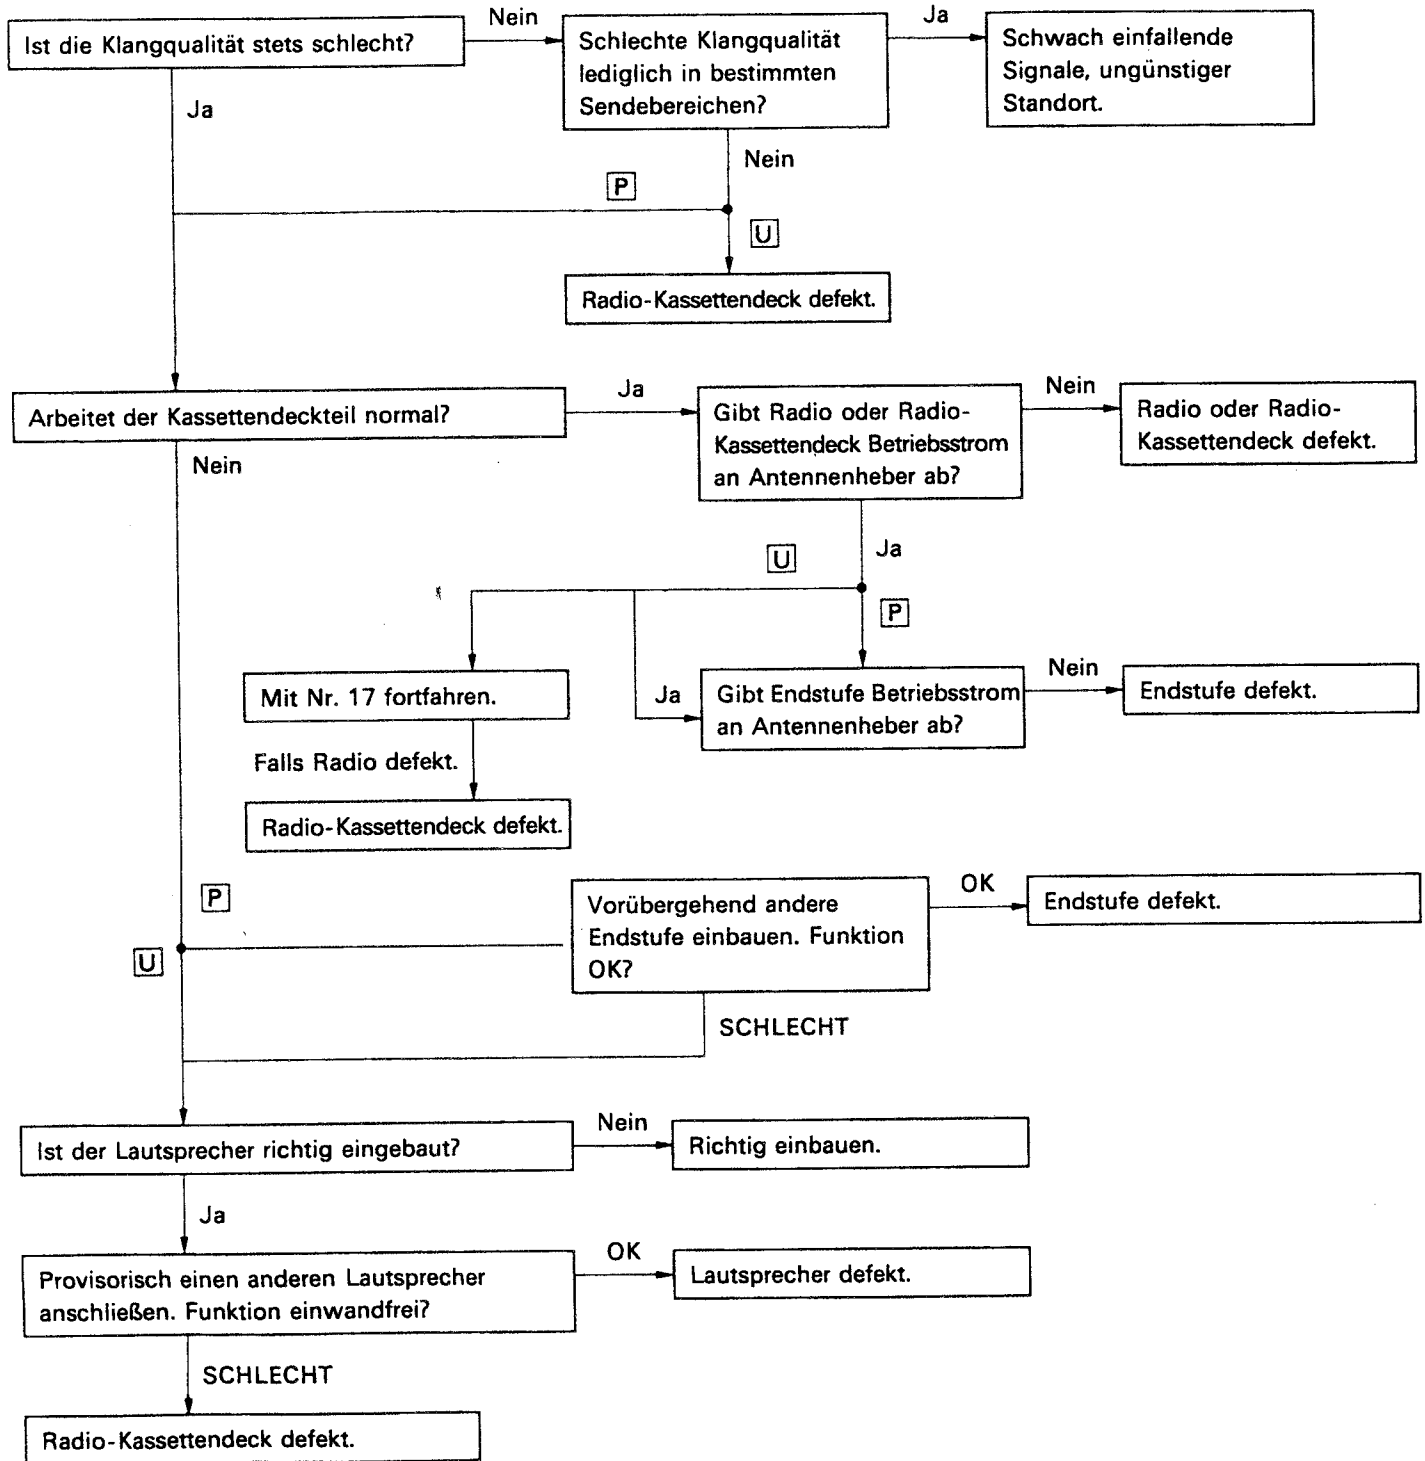 Ist die Klangqualität stets schlecht?
Nein
Schlechte Klangqualität
lediglich in bestimmten
Sendebereichen?
Ja
Schwach einfallende
Signale, ungünstiger
Standort.
Ja
Nein
P
U
Radio-Kassettendeck defekt.
Arbeitet der Kassettendeckteil normal?
Ja
Gibt Radio oder Radio-
Kassettendeck Betriebsstrom
an Antennenheber ab?
Nein
Radio oder Radio-
Kassettendeck defekt.
Nein
Ja
U
P
Mit Nr. 17 fortfahren.
Ja
Gibt Endstufe Betriebsstrom
an Antennenheber ab?
Nein
Endstufe defekt.
Falls Radio defekt.
Radio-Kassettendeck defekt.
P
U
Vorübergehend andere
Endstufe einbauen. Funktion
OK?
OK
Endstufe defekt.
SCHLECHT
Ist der Lautsprecher richtig eingebaut?
Nein
Richtig einbauen.
Ja
Provisorisch einen anderen Lautsprecher
anschließen. Funktion einwandfrei?
OK
Lautsprecher defekt.
SCHLECHT
Radio-Kassettendeck defekt.